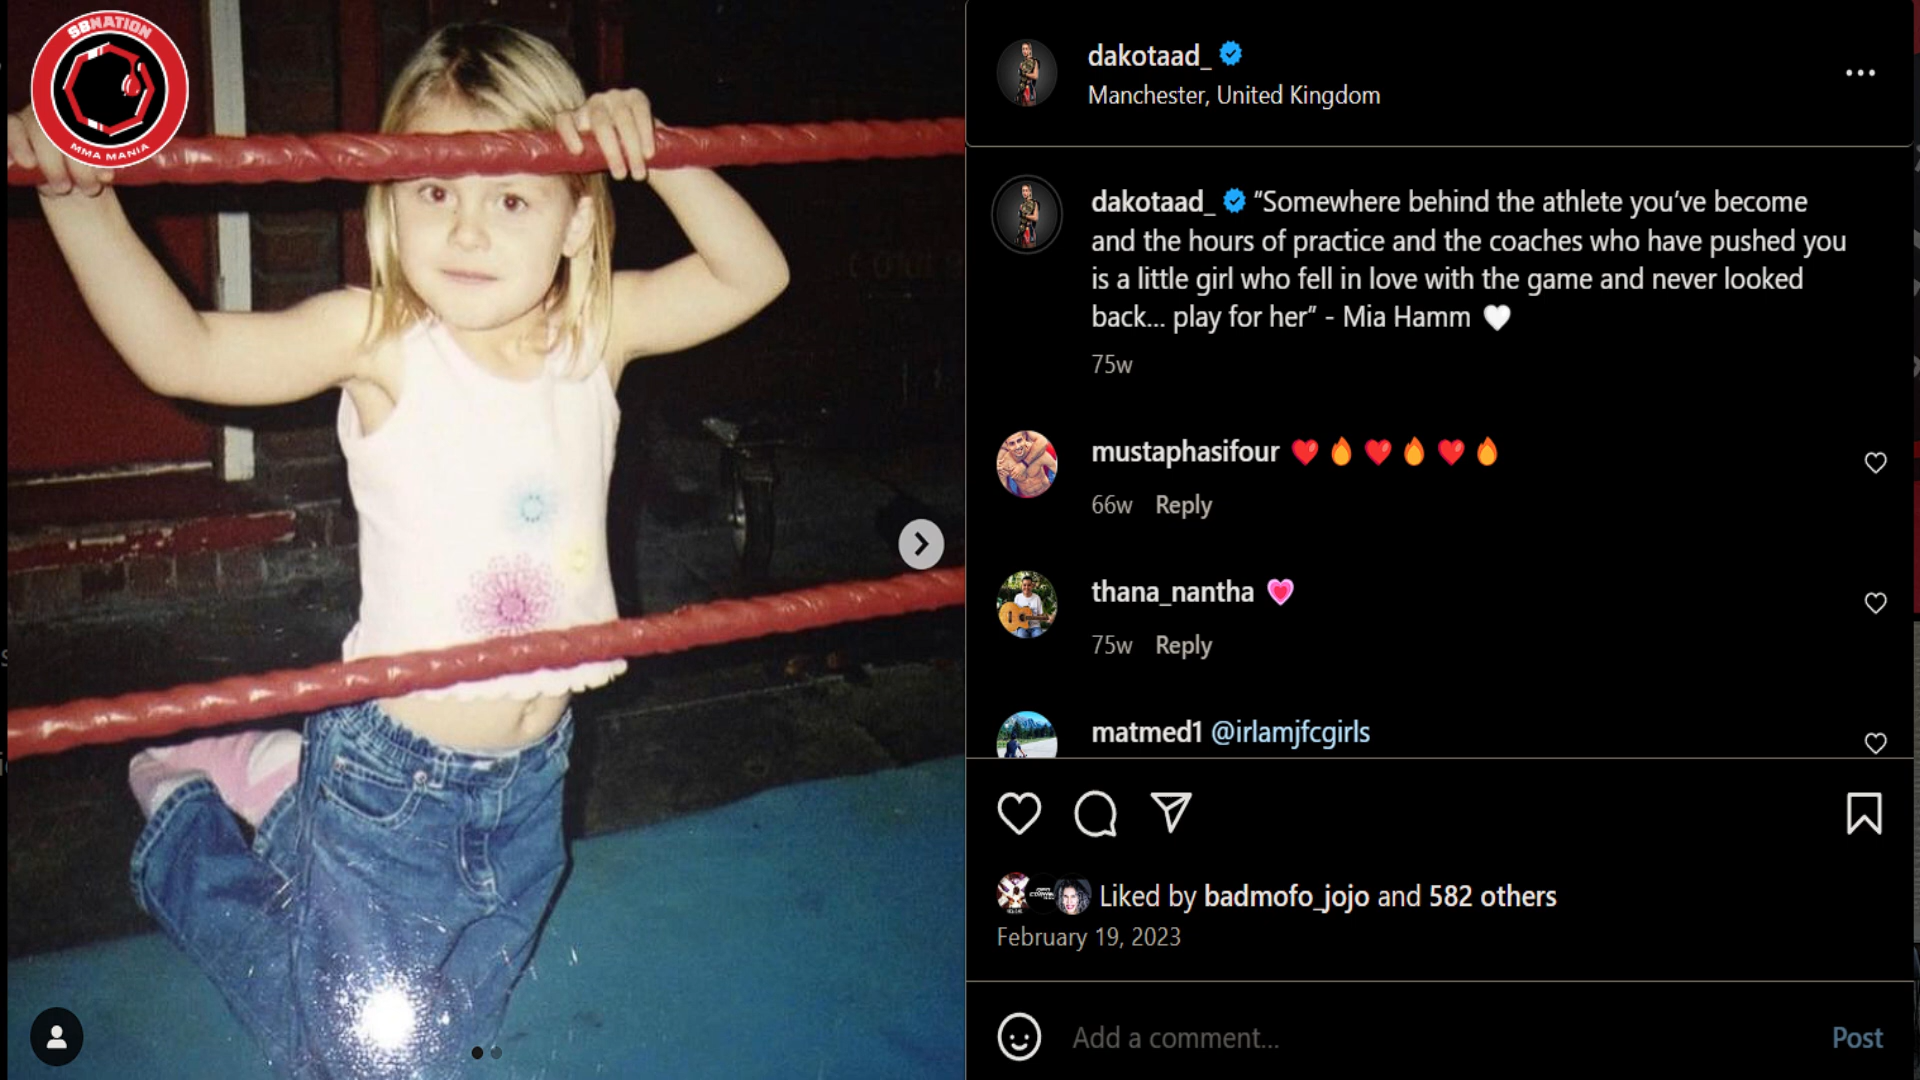 SBNATION
MMA MANIA
dakotaad_
Manchester, United Kingdom
dakotaad_ “Somewhere behind the athlete you’ve become
and the hours of practice and the coaches who have pushed you
is a little girl who fell in love with the game and never looked
back... play for her” - Mia Hamm 🤍
75w
mustaphasifour ❤️🔥❤️🔥❤️🔥
66w Reply
thana_nantha 💗
75w Reply
matmed1 @irlamjfcgirls
Liked by badmofo_jojo and 582 others
February 19, 2023
Add a comment...
Post